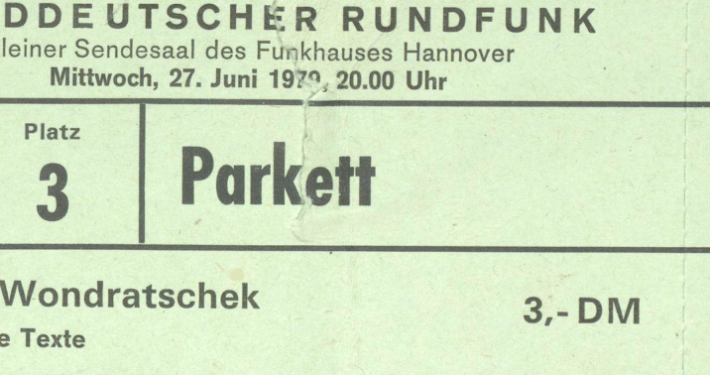 DDEUTSCHER RUNDFUNK
leiner Sendesaal des Funkhauses Hannover
Mittwoch, 27. Juni 1979, 20.00 Uhr
Platz
3
Parkett
Wondratschek
3,- DM
e Texte